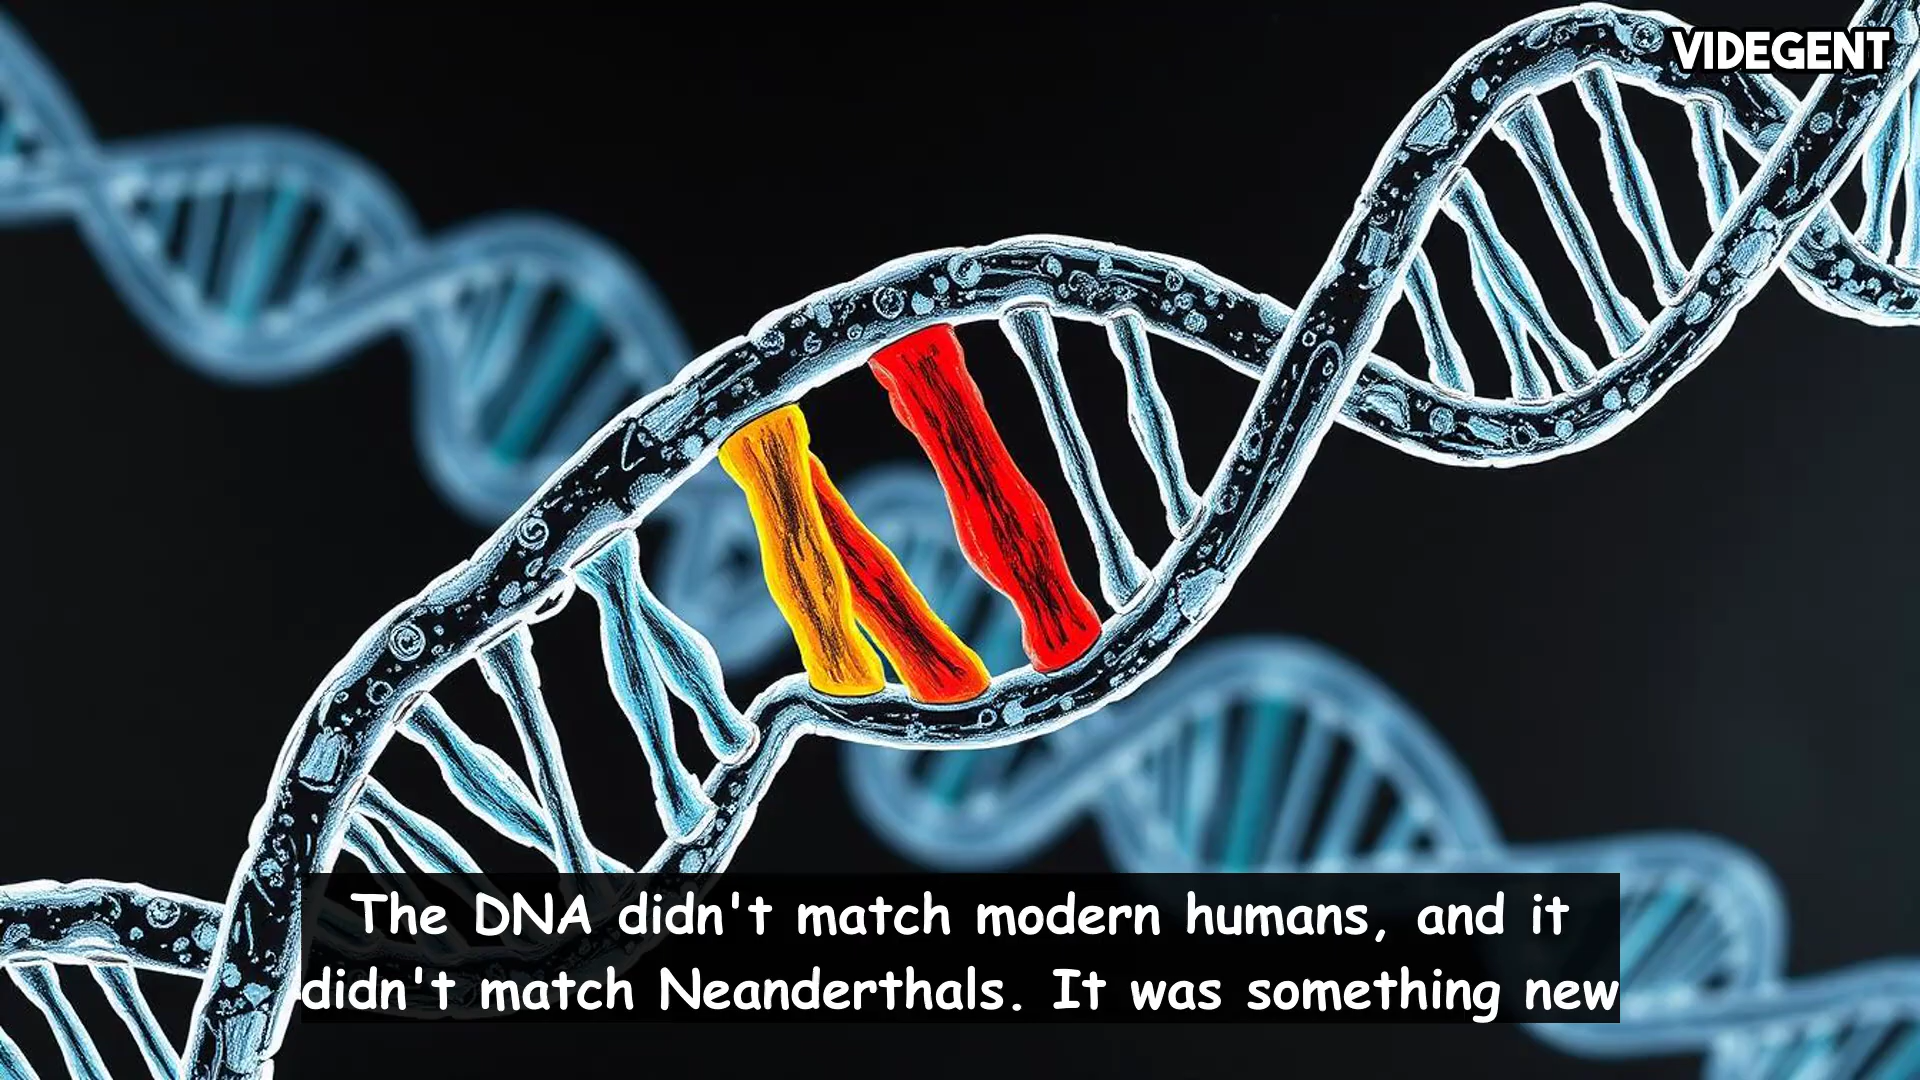 VIDEGENT
The DNA didn't match modern humans, and it
didn't match Neanderthals. It was something new